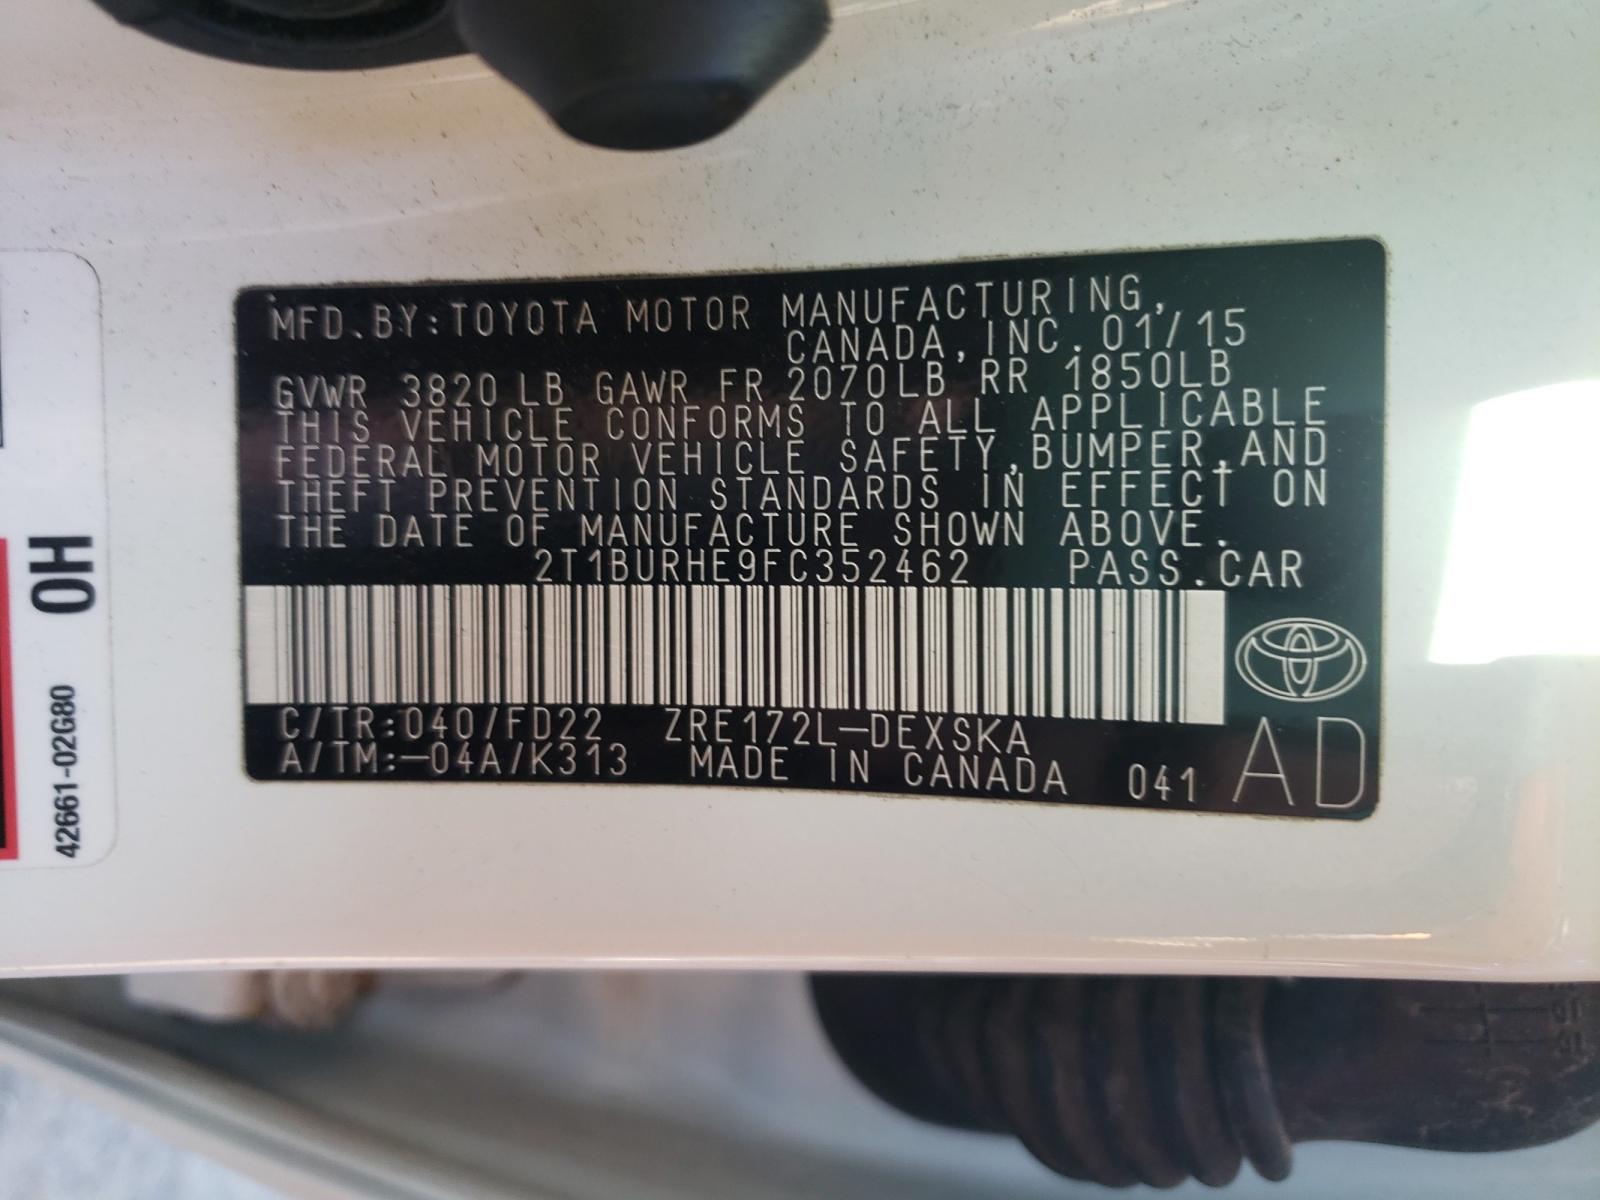 MFD.BY:TOYOTA MOTOR MANUFACTURING,
CANADA, INC. 01/15
GVWR 3820 LB GAWR FR 2070LB RR 1850LB
THIS VEHICLE CONFORMS TO ALL APPLICABLE
FEDERAL MOTOR VEHICLE SAFETY, BUMPER, AND
THEFT PREVENTION STANDARDS IN EFFECT ON
THE DATE OF MANUFACTURE SHOWN ABOVE.
2T1BURHE9FC352462 PASS.CAR
C/TR:040/FD22 ZRE172L-DEXSKA
A/TM:-04A/K313 MADE IN CANADA 041 AD
0H
42661-02G80